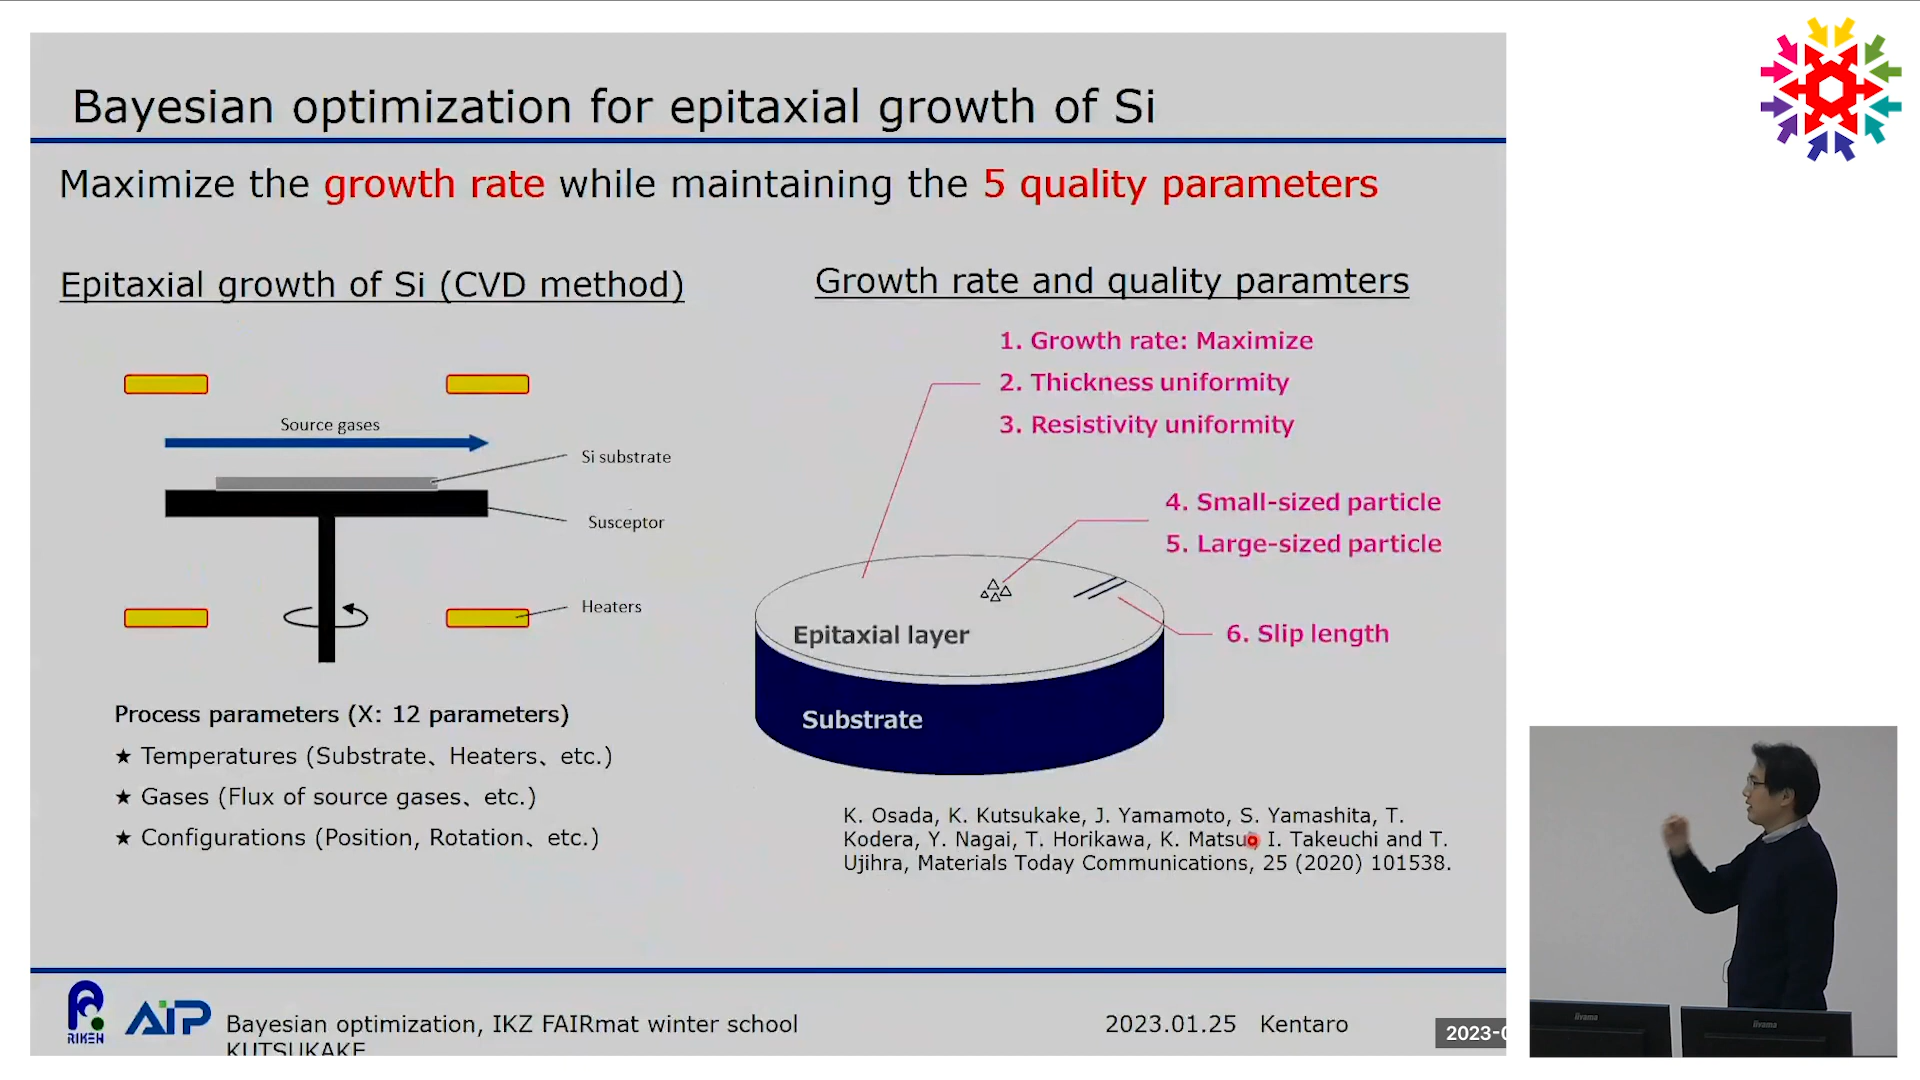 Bayesian optimization for epitaxial growth of Si
Maximize the growth rate while maintaining the 5 quality parameters
Epitaxial growth of Si (CVD method)
Source gases
Si substrate
Susceptor
Heaters
Process parameters (X: 12 parameters)
★ Temperatures (Substrate、Heaters、etc.)
★ Gases (Flux of source gases、etc.)
★ Configurations (Position, Rotation、etc.)
Growth rate and quality paramters
1. Growth rate: Maximize
2. Thickness uniformity
3. Resistivity uniformity
4. Small-sized particle
5. Large-sized particle
6. Slip length
Epitaxial layer
Substrate
K. Osada, K. Kutsukake, J. Yamamoto, S. Yamashita, T.
Kodera, Y. Nagai, T. Horikawa, K. Matsuo, I. Takeuchi and T.
Ujihra, Materials Today Communications, 25 (2020) 101538.
RIKEN
AIP
Bayesian optimization, IKZ FAIRmat winter school
2023.01.25 Kentaro
KUTSUKAKE
2023-0
iiyama
iiyama